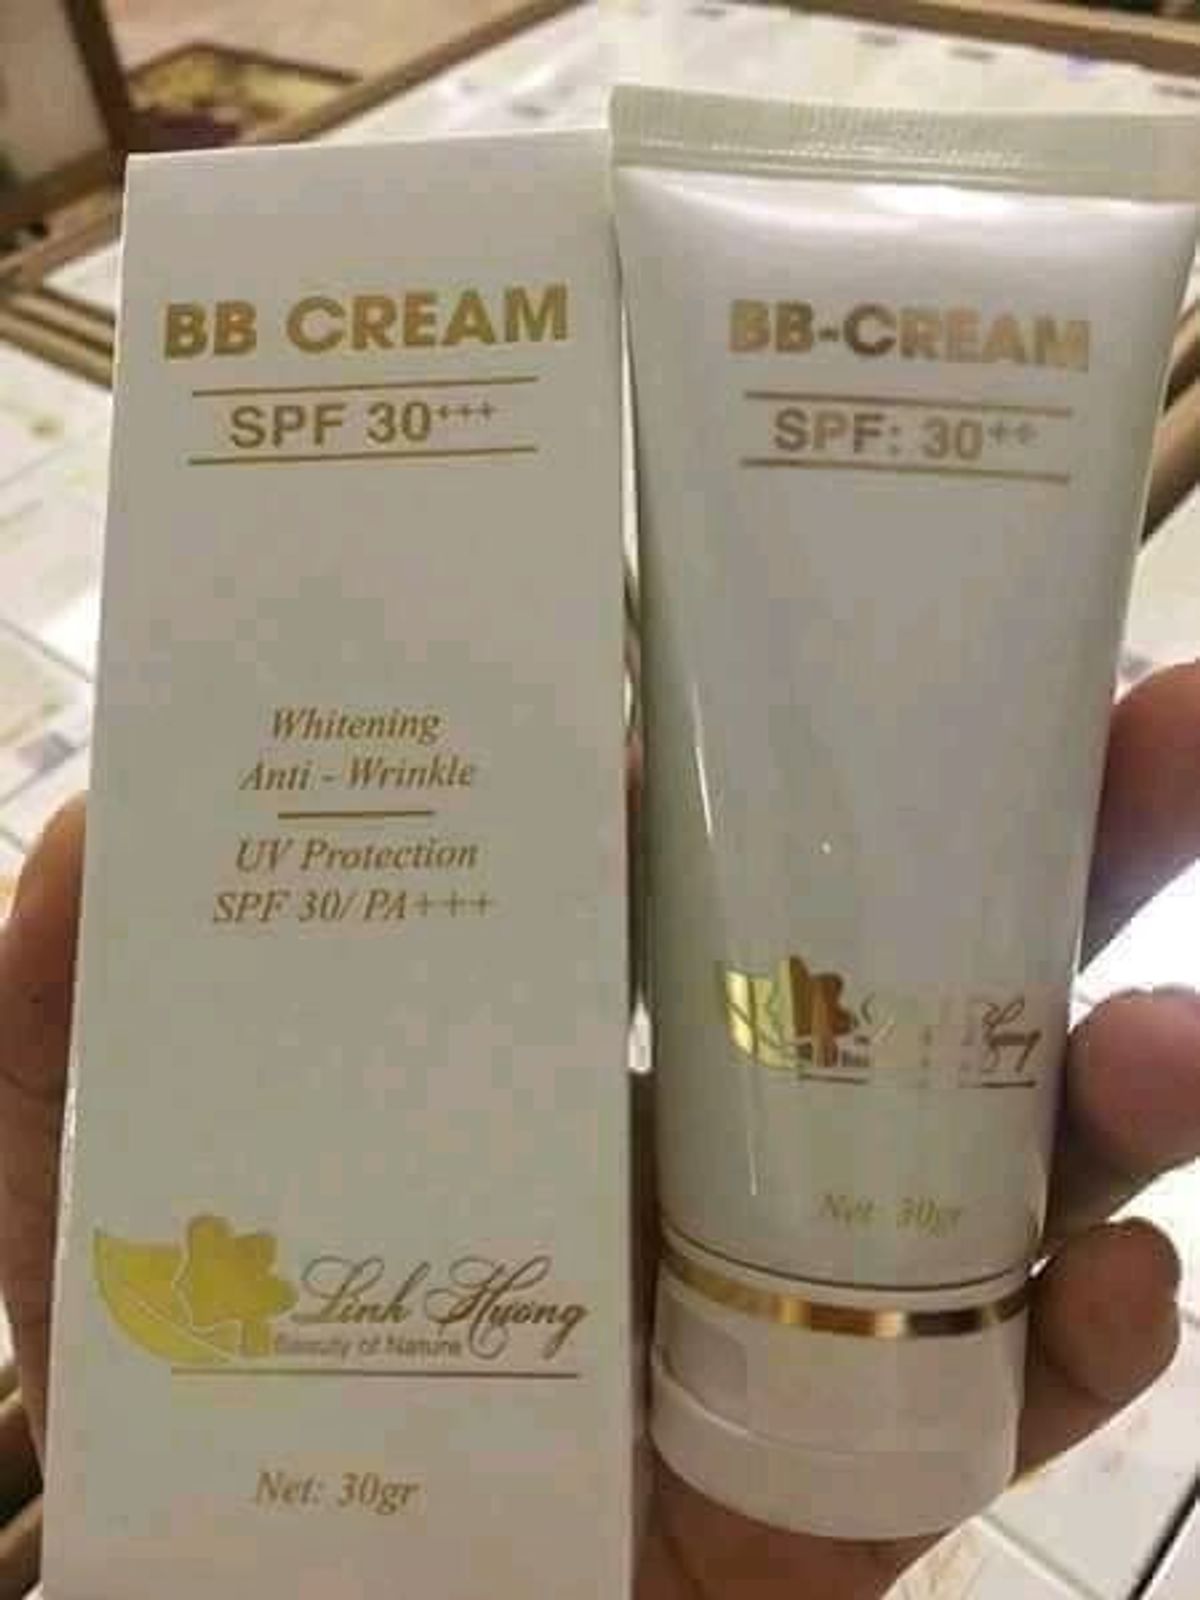 BB CREAM
SPF 30+++
Whitening
Anti - Wrinkle
UV Protection
SPF 30/ PA+++
Linh Hương
Beauty of Nature
Net: 30gr
BB-CREAM
SPF: 30++
Hương
Net: 30gr